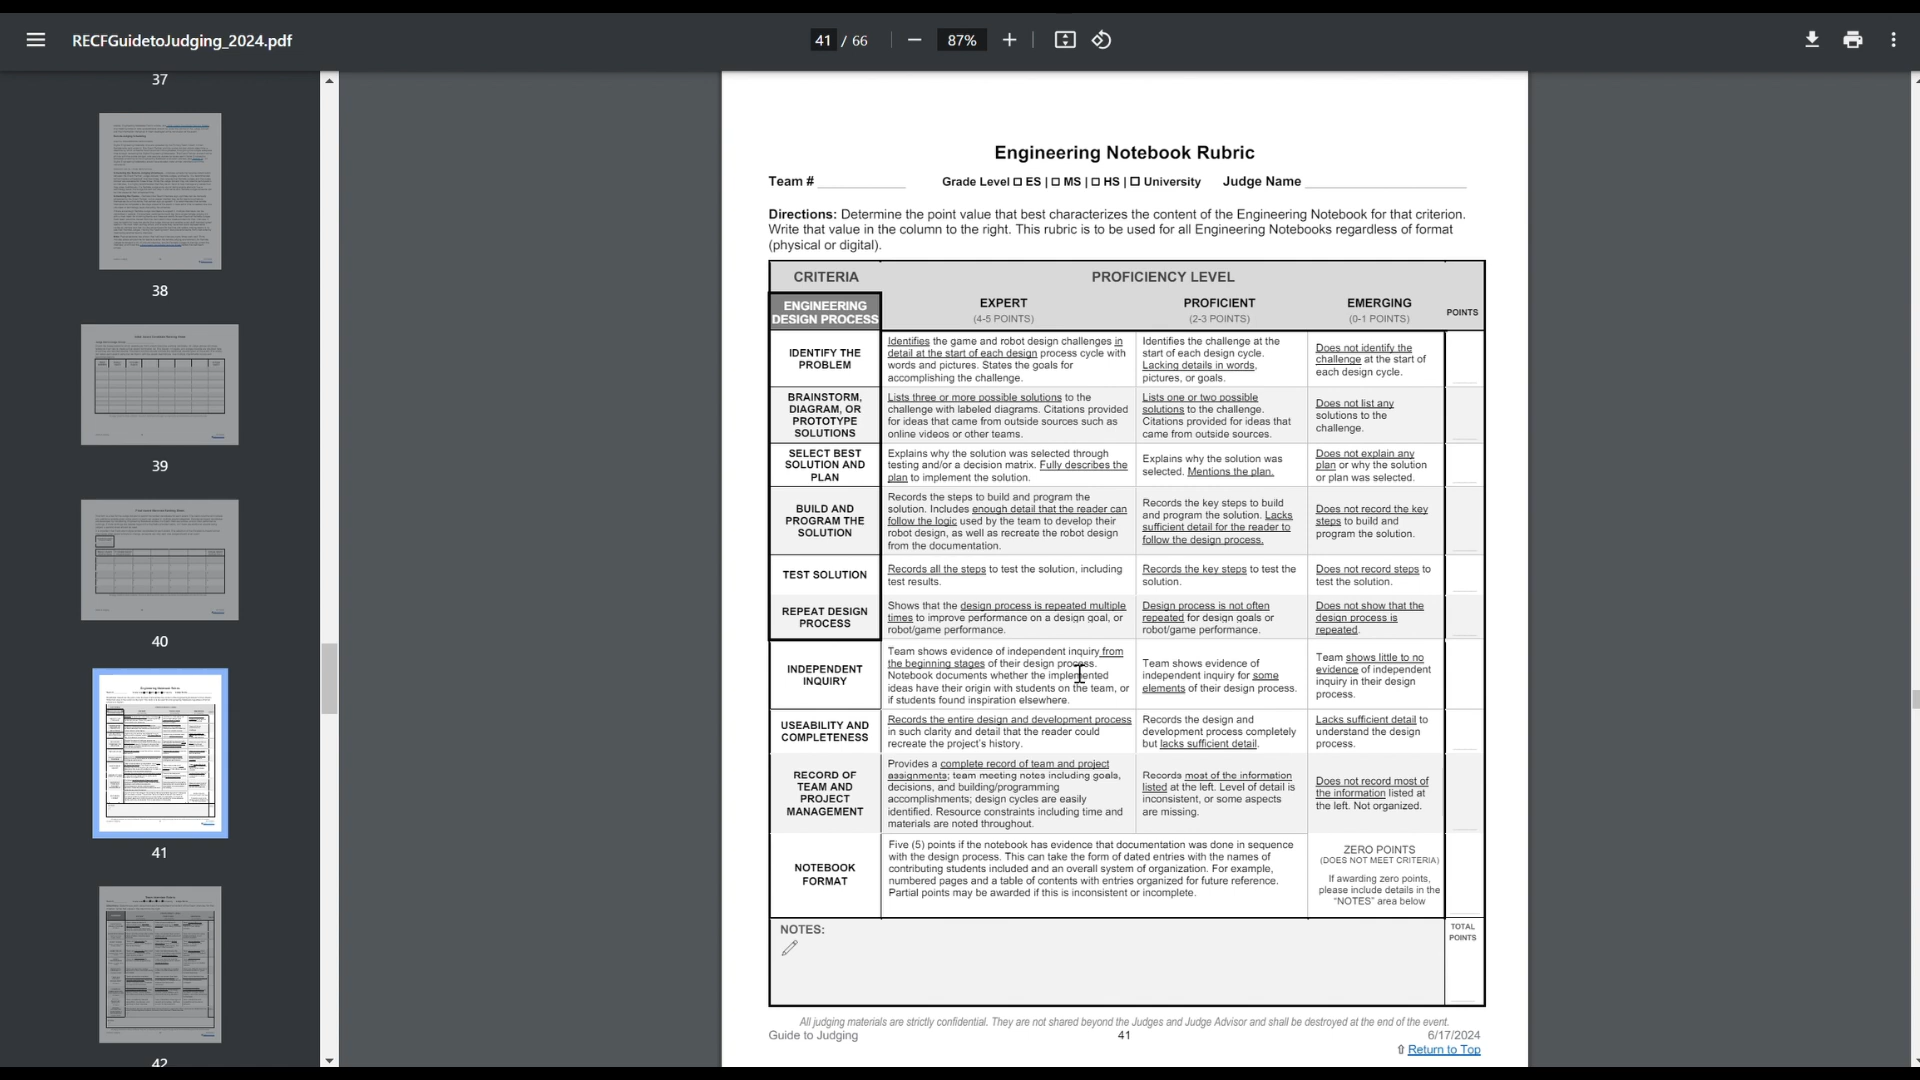 RECFGuidetoJudging_2024.pdf
41 / 66
87%
37
38
39
40
41
42
Engineering Notebook Rubric
Team # ____________ Grade Level ☐ ES | ☐ MS | ☐ HS | ☐ University Judge Name ______________________
Directions: Determine the point value that best characterizes the content of the Engineering Notebook for that criterion.
Write that value in the column to the right. This rubric is to be used for all Engineering Notebooks regardless of format
(physical or digital).
CRITERIA
PROFICIENCY LEVEL
ENGINEERING
DESIGN PROCESS
EXPERT
(4-5 POINTS)
PROFICIENT
(2-3 POINTS)
EMERGING
(0-1 POINTS)
POINTS
IDENTIFY THE
PROBLEM
Identifies the game and robot design challenges in
detail at the start of each design process cycle with
words and pictures. States the goals for
accomplishing the challenge.
Identifies the challenge at the
start of each design cycle.
Lacking details in words,
pictures, or goals.
Does not identify the
challenge at the start of
each design cycle.
BRAINSTORM,
DIAGRAM, OR
PROTOTYPE
SOLUTIONS
Lists three or more possible solutions to the
challenge with labeled diagrams. Citations provided
for ideas that came from outside sources such as
online videos or other teams.
Lists one or two possible
solutions to the challenge.
Citations provided for ideas that
came from outside sources.
Does not list any
solutions to the
challenge.
SELECT BEST
SOLUTION AND
PLAN
Explains why the solution was selected through
testing and/or a decision matrix. Fully describes the
plan to implement the solution.
Explains why the solution was
selected. Mentions the plan.
Does not explain any
plan or why the solution
or plan was selected.
BUILD AND
PROGRAM THE
SOLUTION
Records the steps to build and program the
solution. Includes enough detail that the reader can
follow the logic used by the team to develop their
robot design, as well as recreate the robot design
from the documentation.
Records the key steps to build
and program the solution. Lacks
sufficient detail for the reader to
follow the design process.
Does not record the key
steps to build and
program the solution.
TEST SOLUTION
Records all the steps to test the solution, including
test results.
Records the key steps to test the
solution.
Does not record steps to
test the solution.
REPEAT DESIGN
PROCESS
Shows that the design process is repeated multiple
times to improve performance on a design goal, or
robot/game performance.
Design process is not often
repeated for design goals or
robot/game performance.
Does not show that the
design process is
repeated.
INDEPENDENT
INQUIRY
Team shows evidence of independent inquiry from
the beginning stages of their design process.
Notebook documents whether the implemented
ideas have their origin with students on the team, or
if students found inspiration elsewhere.
Team shows evidence of
independent inquiry for some
elements of their design process.
Team shows little to no
evidence of independent
inquiry in their design
process.
USEABILITY AND
COMPLETENESS
Records the entire design and development process
in such clarity and detail that the reader could
recreate the project's history.
Records the design and
development process completely
but lacks sufficient detail.
Lacks sufficient detail to
understand the design
process.
RECORD OF
TEAM AND
PROJECT
MANAGEMENT
Provides a complete record of team and project
assignments; team meeting notes including goals,
decisions, and building/programming
accomplishments; design cycles are easily
identified. Resource constraints including time and
materials are noted throughout.
Records most of the information
listed at the left. Level of detail is
inconsistent, or some aspects
are missing.
Does not record most of
the information listed at
the left. Not organized.
NOTEBOOK
FORMAT
Five (5) points if the notebook has evidence that documentation was done in sequence
with the design process. This can take the form of dated entries with the names of
contributing students included and an overall system of organization. For example,
numbered pages and a table of contents with entries organized for future reference.
Partial points may be awarded if this is inconsistent or incomplete.
ZERO POINTS
(DOES NOT MEET CRITERIA)
If awarding zero points,
please include details in the
"NOTES" area below
NOTES:
TOTAL
POINTS
All judging materials are strictly confidential. They are not shared beyond the Judges and Judge Advisor and shall be destroyed at the end of the event.
Guide to Judging 41 6/17/2024
⇧ Return to Top